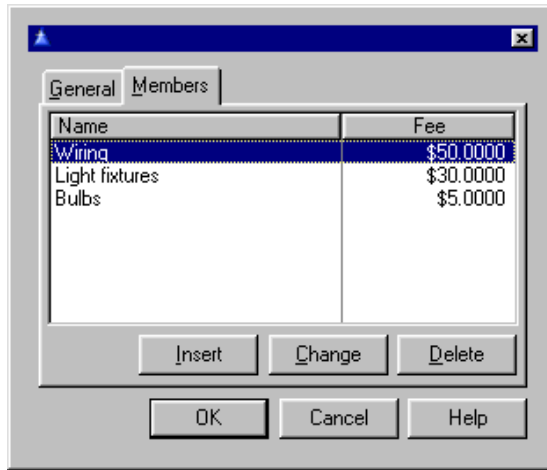 General Members
Name Fee
Wiring $50.0000
Light fixtures $30.0000
Bulbs $5.0000
Insert Change Delete
OK Cancel Help